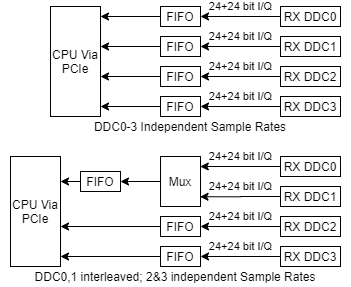 24+24 bit I/Q
FIFO
RX DDC0
24+24 bit I/Q
FIFO
RX DDC1
CPU Via
PCIe
24+24 bit I/Q
FIFO
RX DDC2
24+24 bit I/Q
FIFO
RX DDC3
DDC0-3 Independent Sample Rates
24+24 bit I/Q
RX DDC0
FIFO
Mux
24+24 bit I/Q
RX DDC1
CPU Via
PCIe
24+24 bit I/Q
FIFO
RX DDC2
24+24 bit I/Q
FIFO
RX DDC3
DDC0,1 interleaved; 2&3 independent Sample Rates